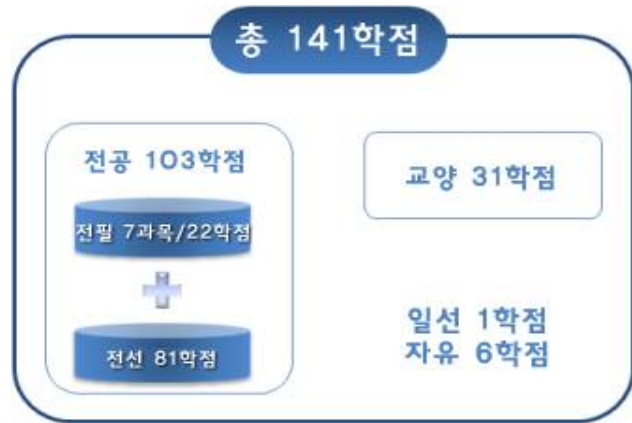 총 141학점
전공 103학점
전필 7과목/22학점
전선 81학점
교양 31학점
일선 1학점
자유 6학점